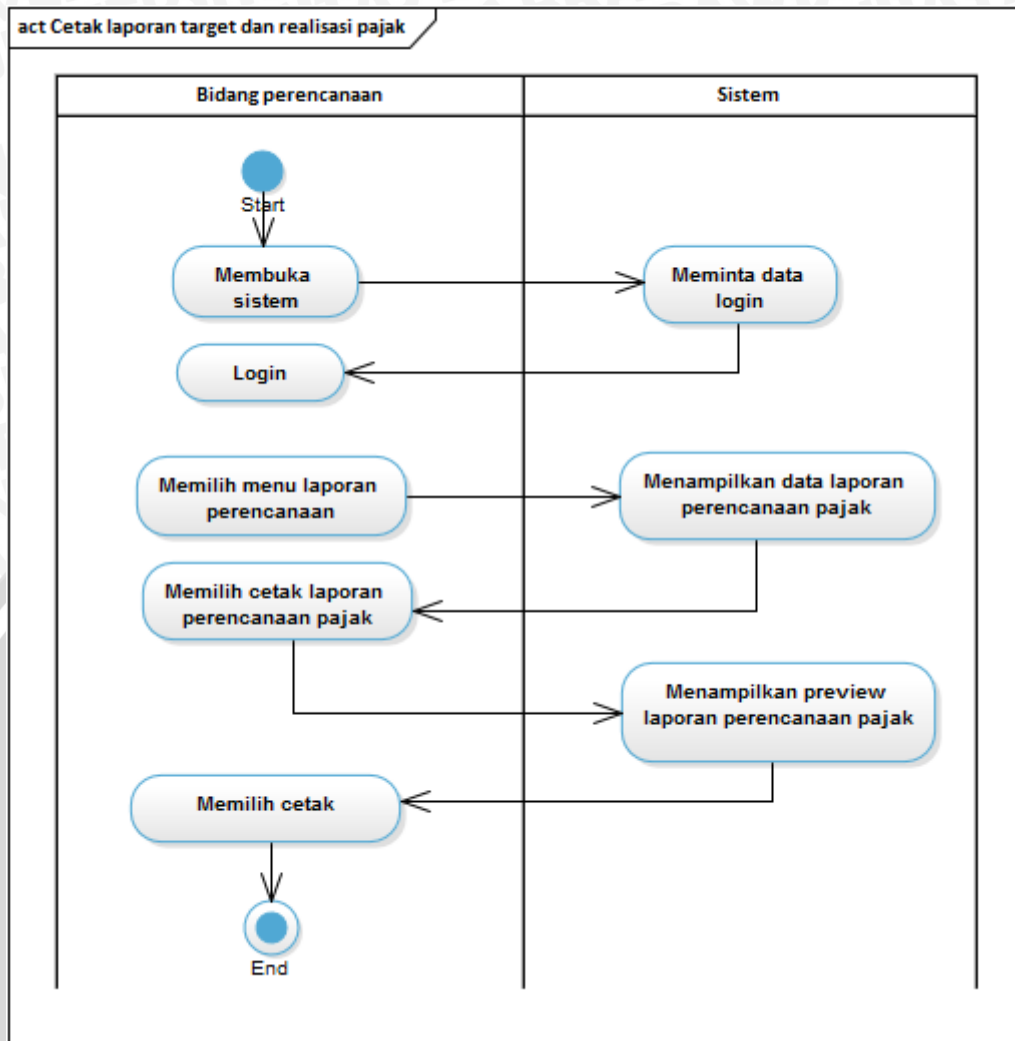 act Cetak laporan target dan realisasi pajak
Bidang perencanaan
Sistem
Start
Membuka
sistem
Meminta data
login
Login
Memilih menu laporan
perencanaan
Menampilkan data laporan
perencanaan pajak
Memilih cetak laporan
perencanaan pajak
Menampilkan preview
laporan perencanaan pajak
Memilih cetak
End